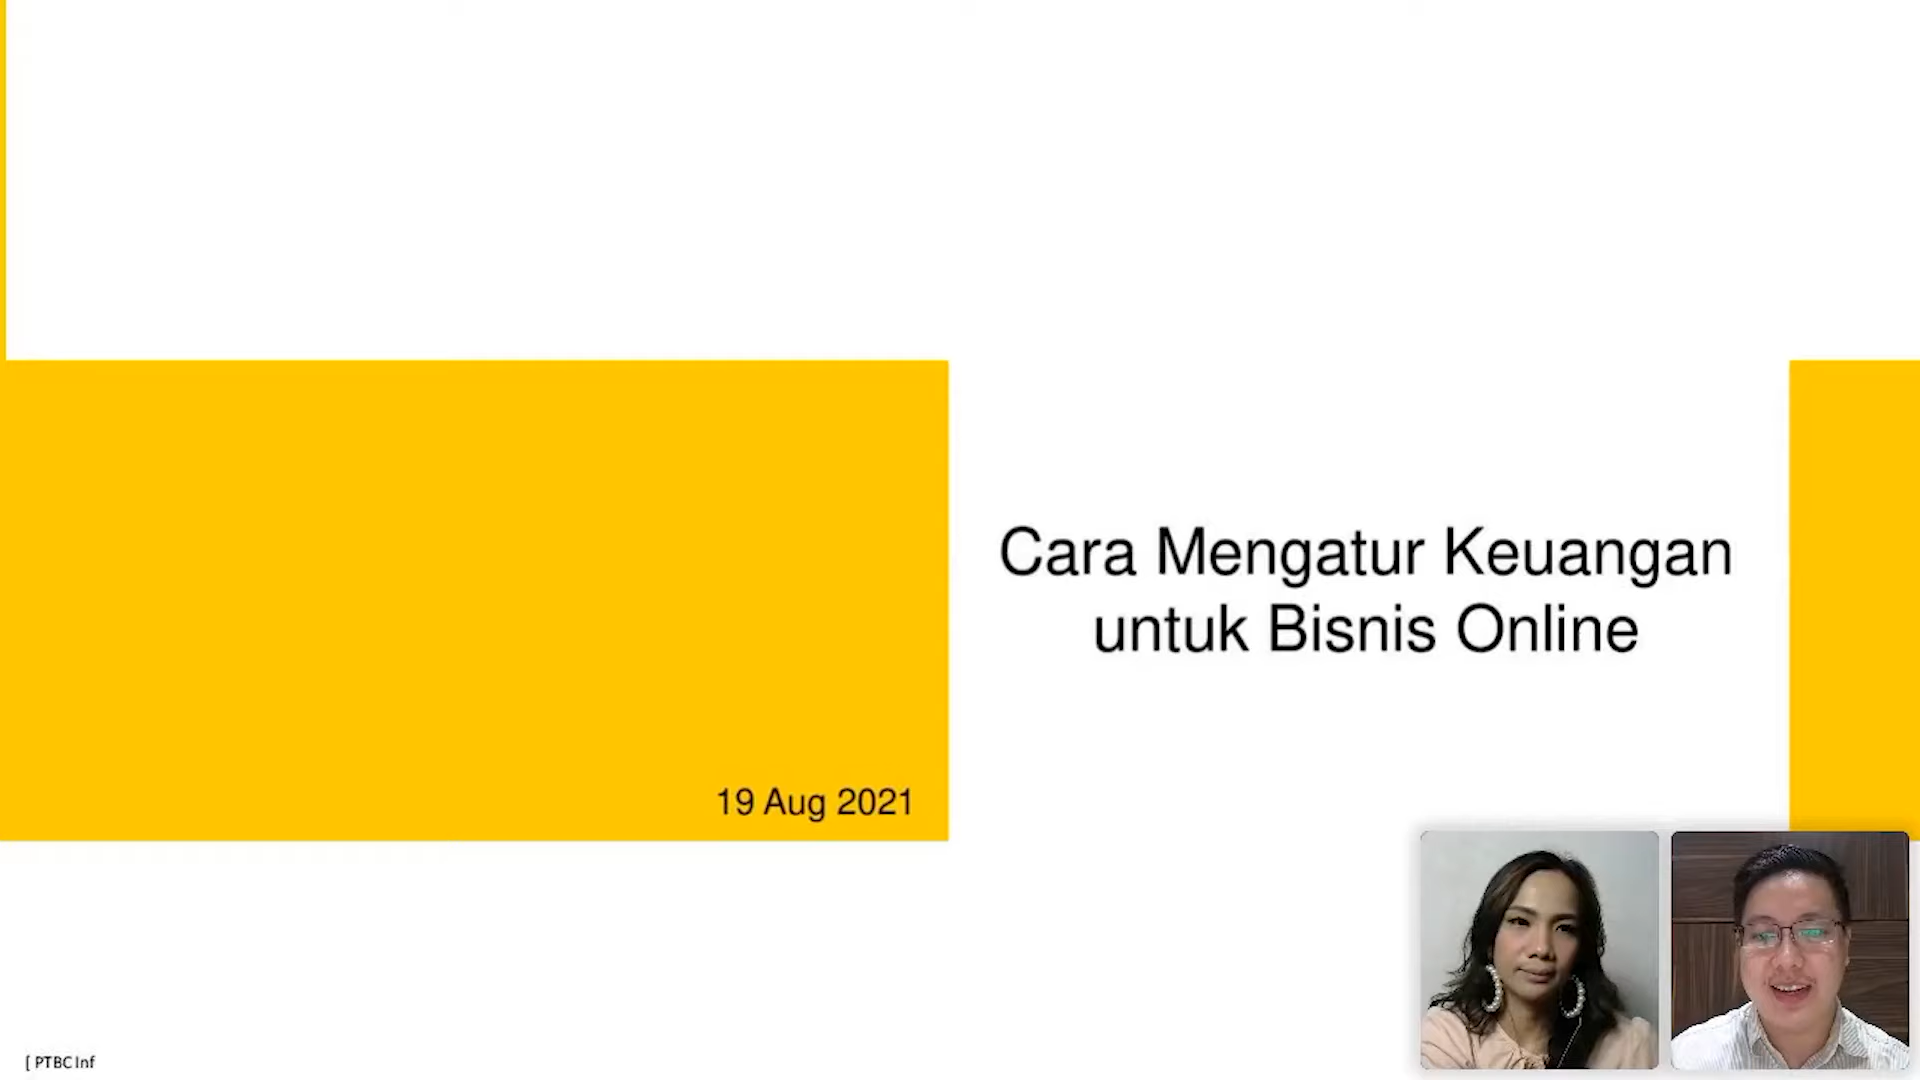 Cara Mengatur Keuangan
untuk Bisnis Online
19 Aug 2021
[ PTBC Inf